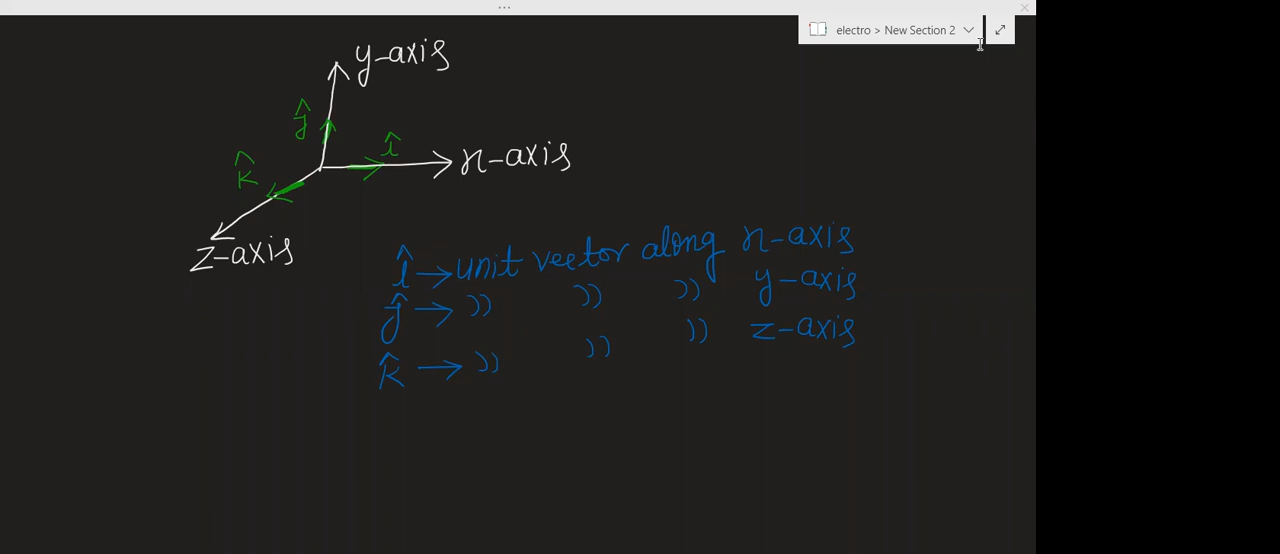 electro > New Section 2
y-axis
ĵ
î
x-axis
k̂
z-axis
î → unit vector along x-axis
ĵ → )) )) )) y-axis
k̂ → )) )) )) z-axis